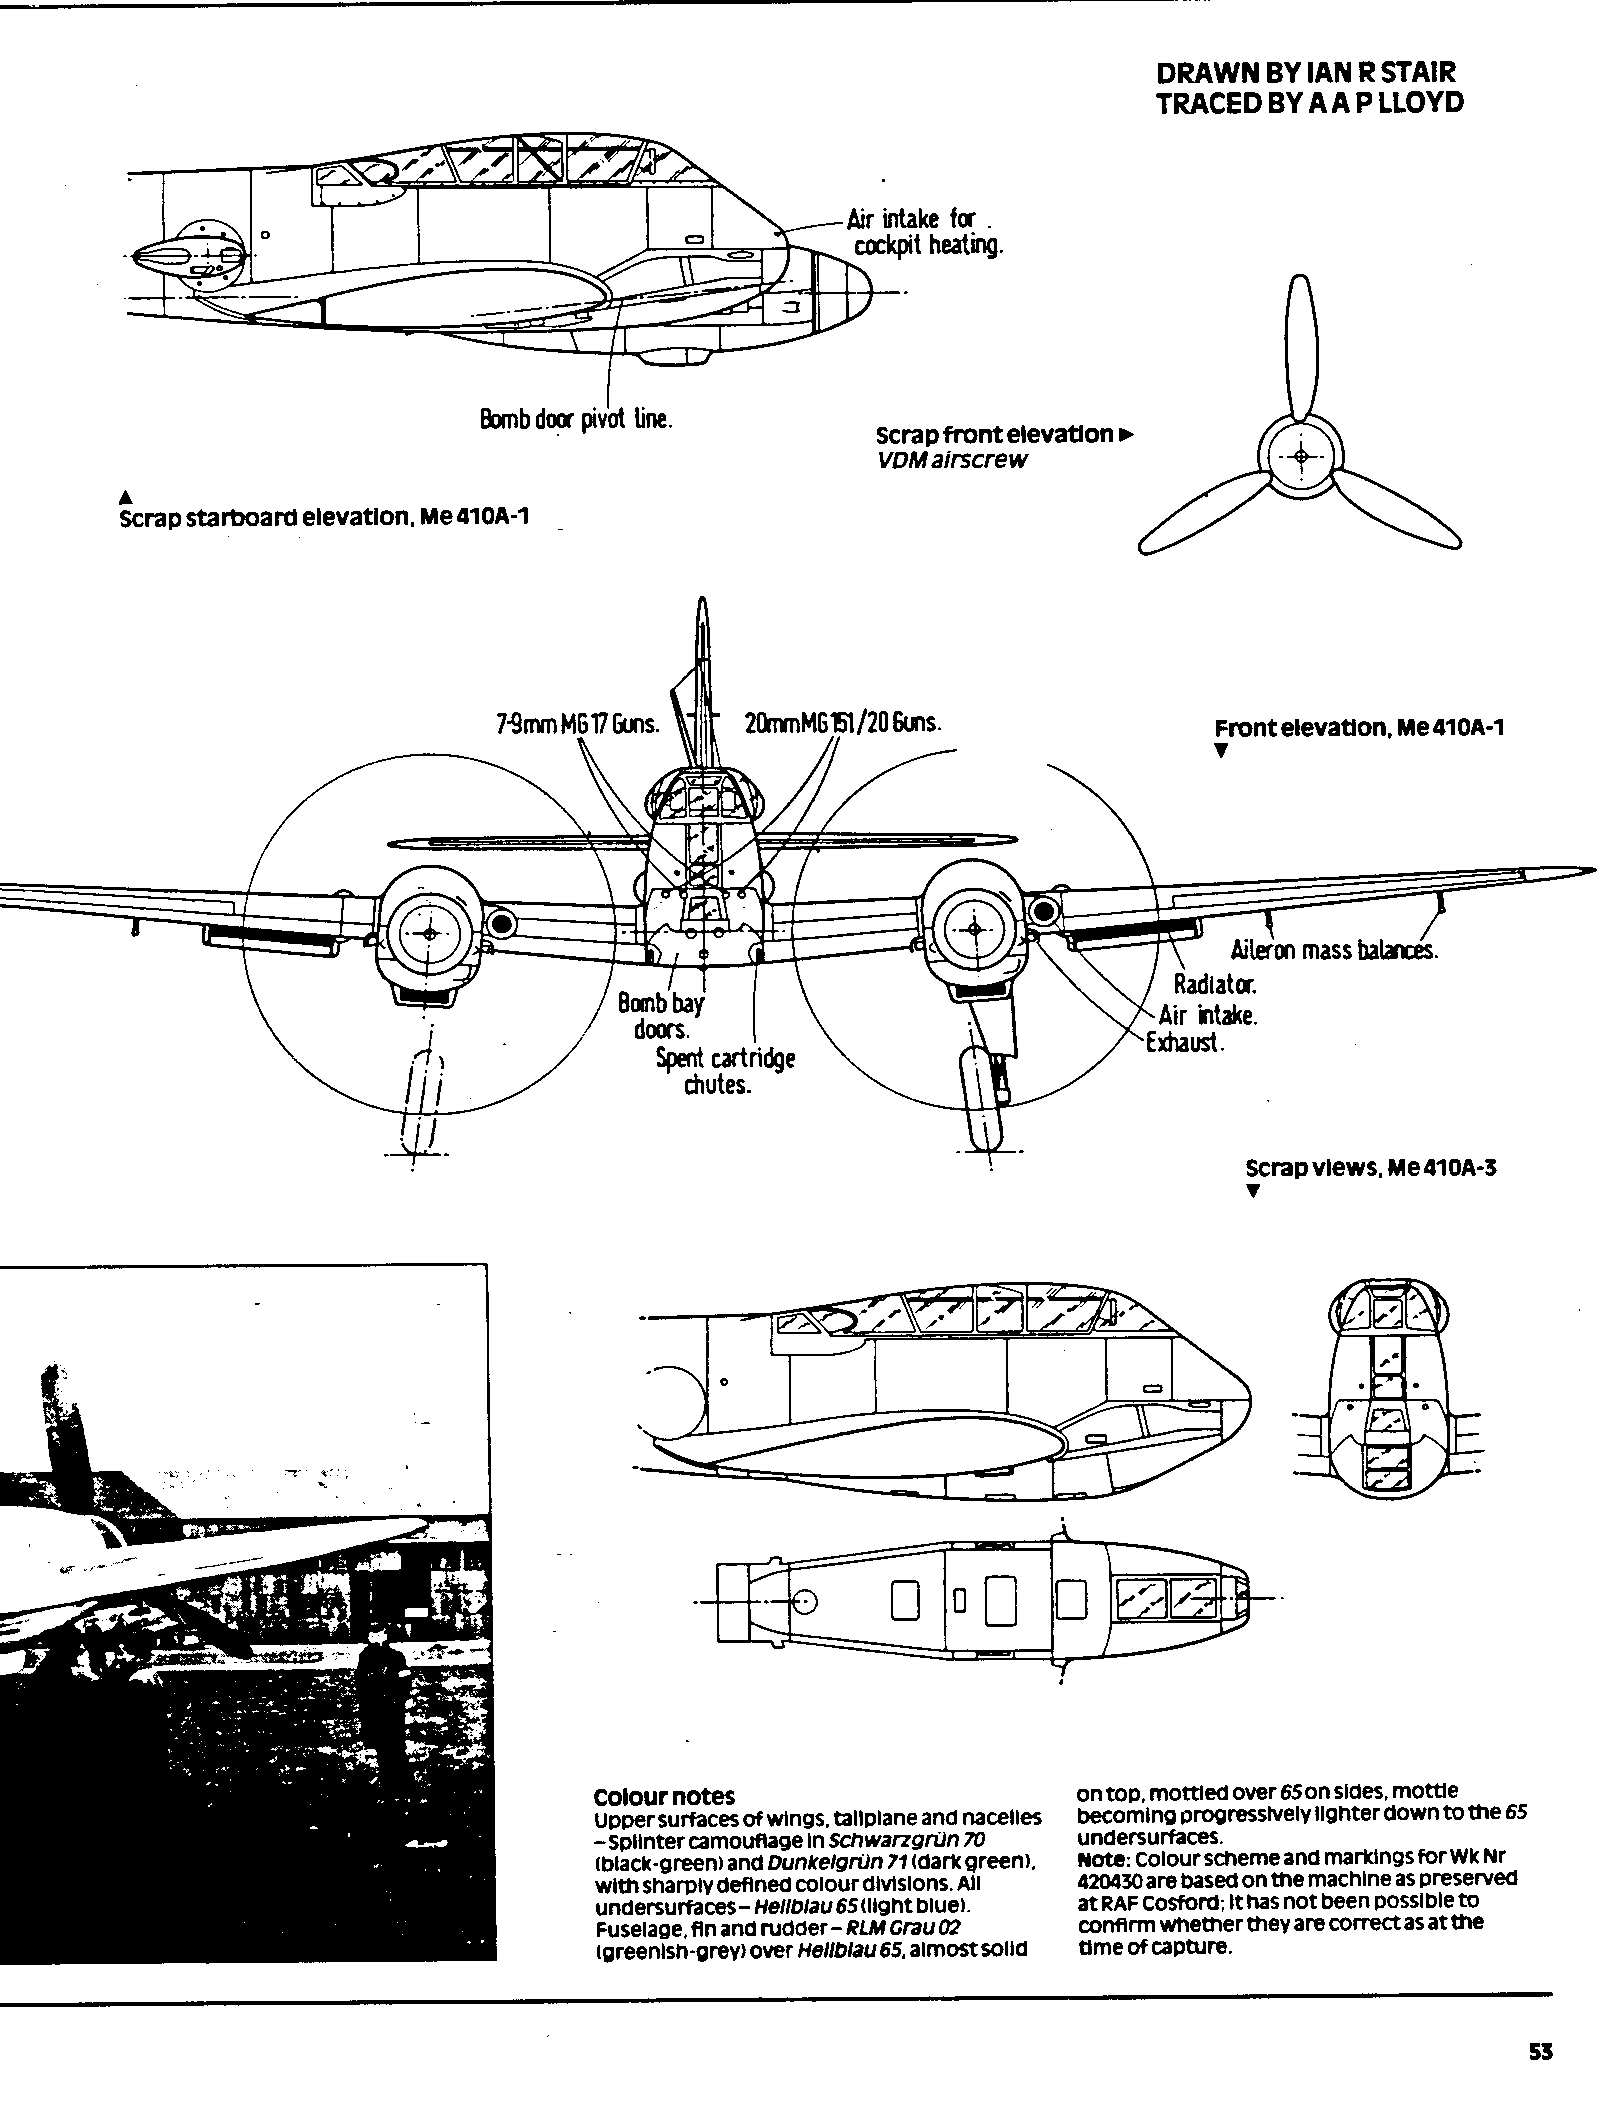 DRAWN BY IAN R STAIR
TRACED BY A A P LLOYD
Air intake for
cockpit heating.
Bomb door pivot line.
Scrap front elevation ►
VDM airscrew
▲
Scrap starboard elevation, Me 410A-1
7·9mm MG 17 Guns.
20mm MG 151/20 Guns.
Front elevation, Me 410A-1
▼
Aileron mass balances.
Radiator.
Air intake.
Exhaust.
Bomb bay
doors.
Spent cartridge
chutes.
Scrap views, Me 410A-3
▼
Colour notes
Upper surfaces of wings, tailplane and nacelles
– Splinter camouflage in Schwarzgrün 70
(black-green) and Dunkelgrün 71 (dark green),
with sharply defined colour divisions. All
undersurfaces – Hellblau 65 (light blue).
Fuselage, fin and rudder – RLM Grau 02
(greenish-grey) over Hellblau 65, almost solid
on top, mottled over 65 on sides, mottle
becoming progressively lighter down to the 65
undersurfaces.
Note: Colour scheme and markings for Wk Nr
420430 are based on the machine as preserved
at RAF Cosford; it has not been possible to
confirm whether they are correct as at the
time of capture.
53